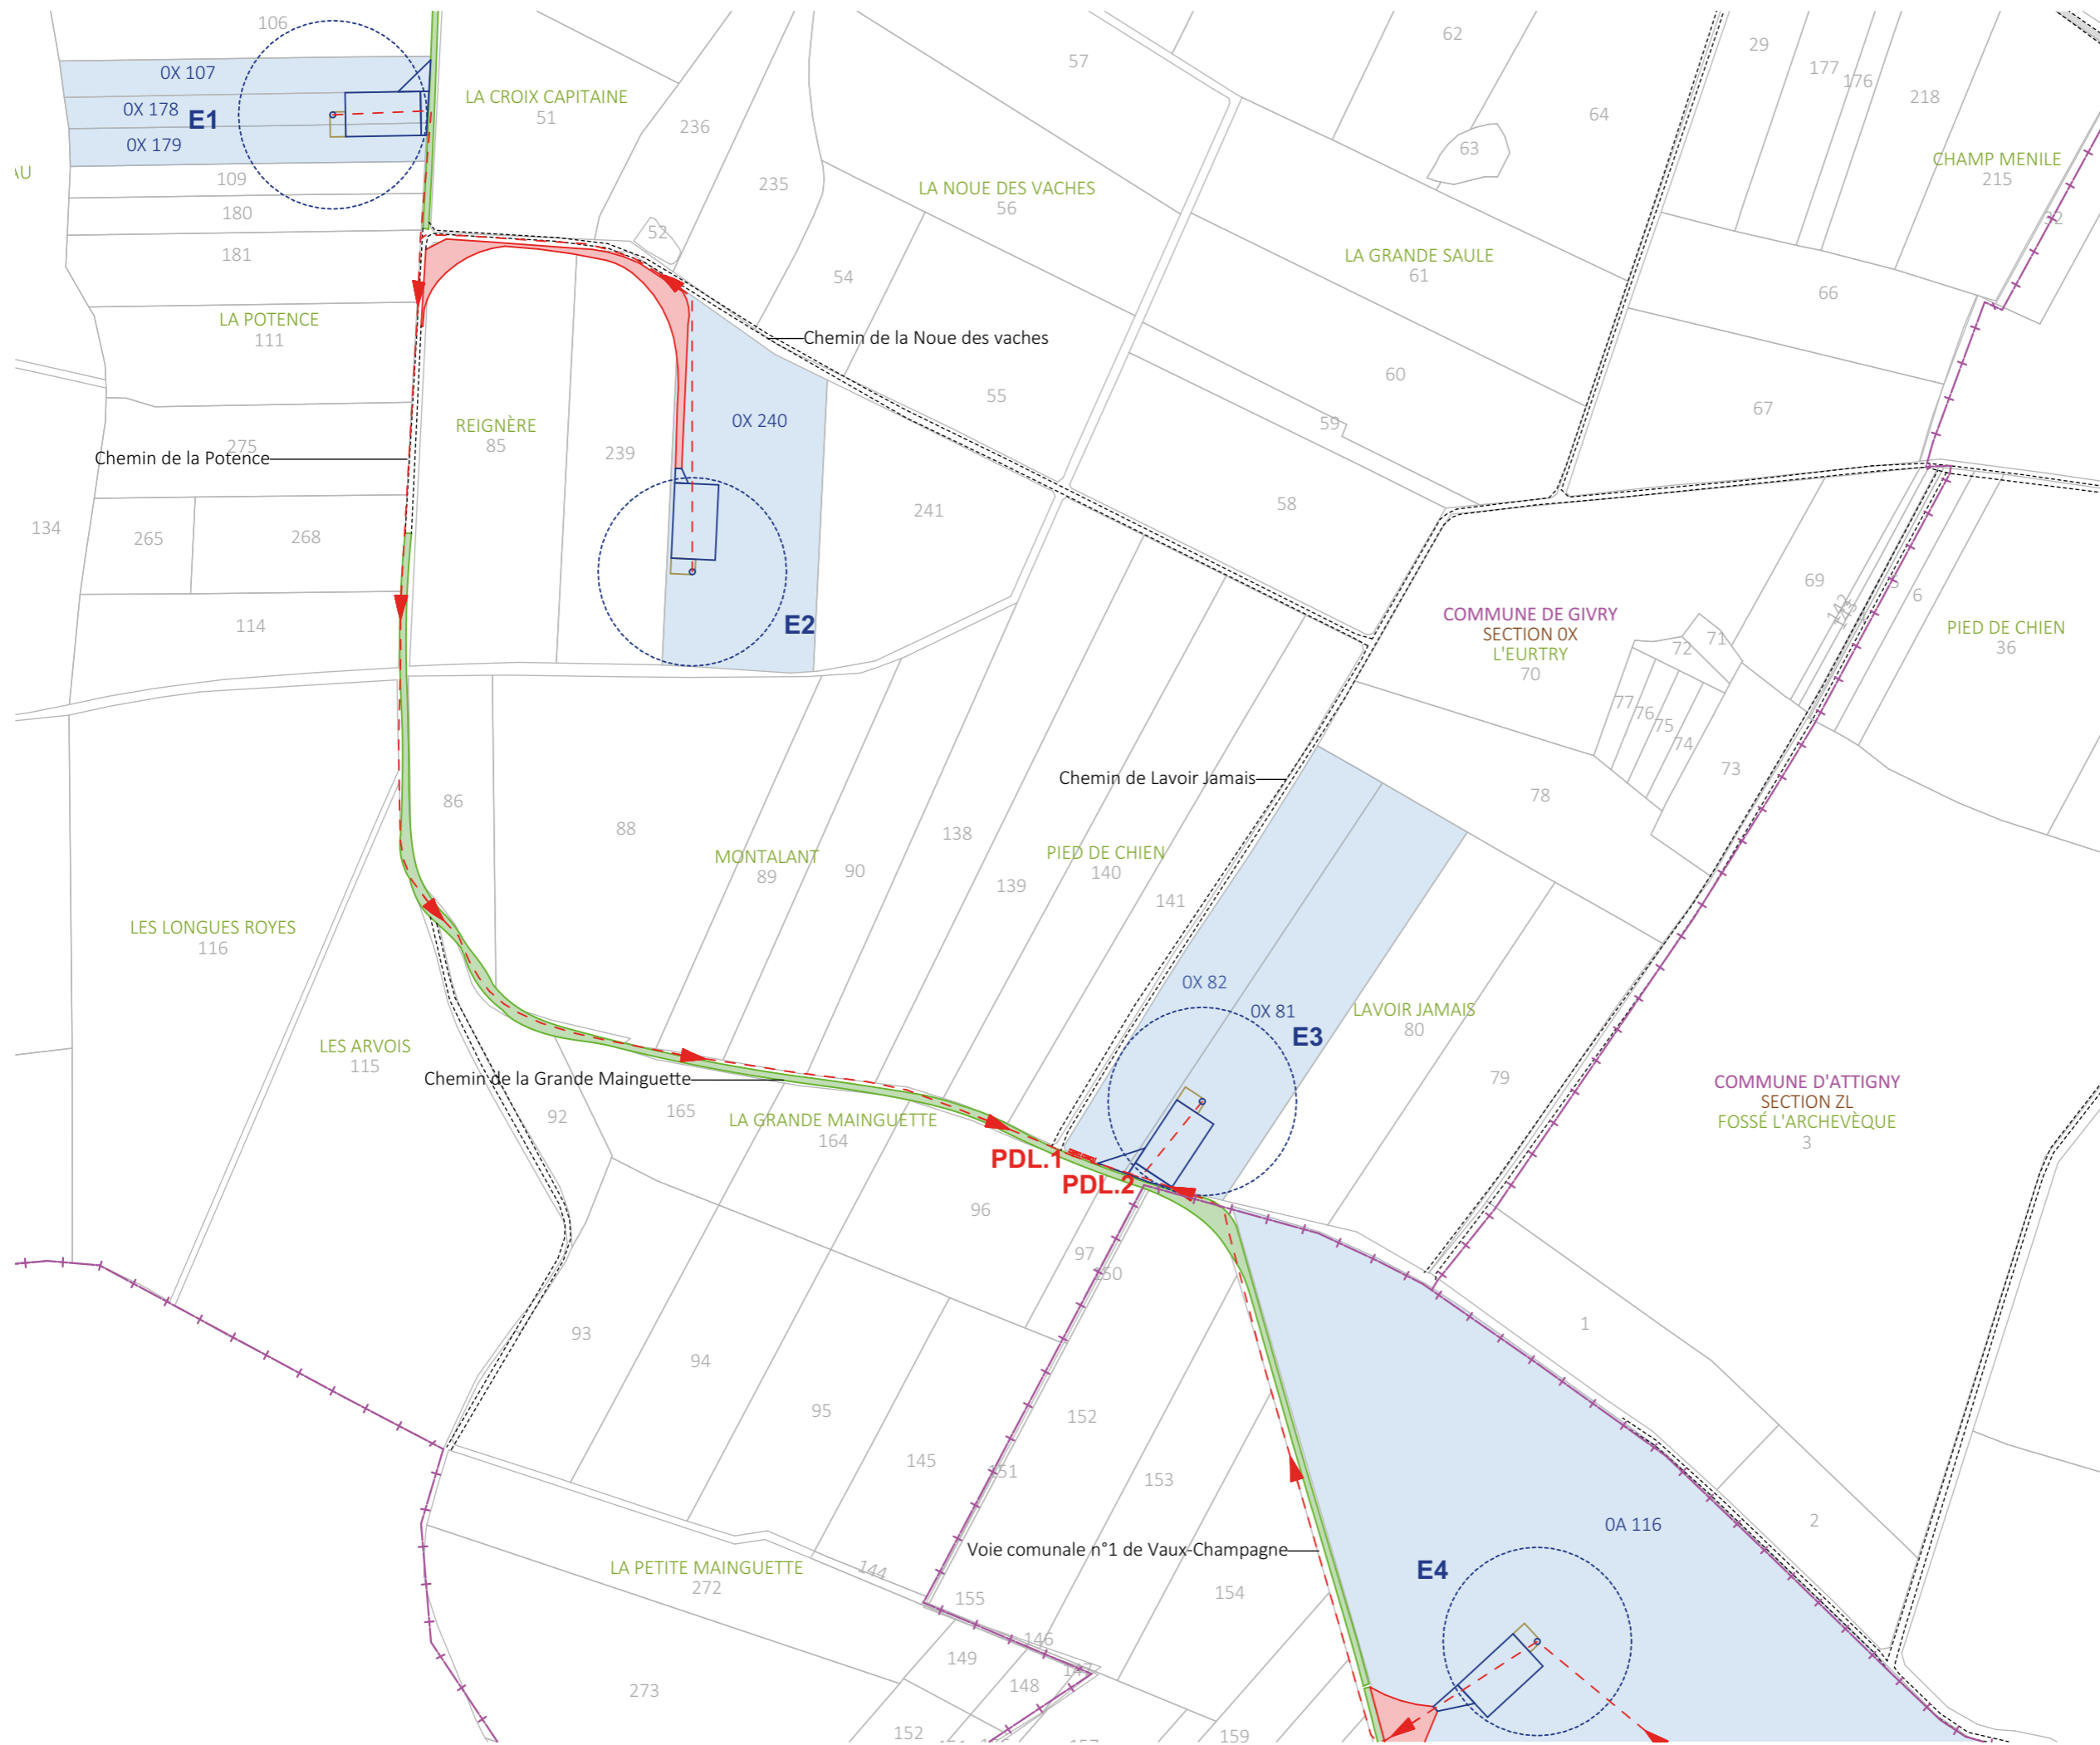 106
0X 107
0X 178
E1
0X 179
109
180
181
LA POTENCE
111
275
Chemin de la Potence
134
265
268
114
LA CROIX CAPITAINE
51
236
235
52
54
57
62
64
63
29
177
176
218
CHAMP MENILE
215
LA NOUE DES VACHES
56
LA GRANDE SAULE
61
66
Chemin de la Noue des vaches
55
60
59
67
58
REIGNÈRE
85
239
0X 240
241
E2
COMMUNE DE GIVRY
SECTION 0X
L'EURTRY
70
69
142
143
6
PIED DE CHIEN
36
72
71
77
76
75
74
73
78
Chemin de Lavoir Jamais
86
88
MONTALANT
89
90
138
139
PIED DE CHIEN
140
141
LES LONGUES ROYES
116
LES ARVOIS
115
0X 82
0X 81
E3
LAVOIR JAMAIS
80
79
COMMUNE D'ATTIGNY
SECTION ZL
FOSSÉ L'ARCHEVÈQUE
3
Chemin de la Grande Mainguette
92
165
LA GRANDE MAINGUETTE
164
PDL.1
PDL.2
96
97
150
93
94
95
145
151
152
153
1
2
0A 116
Voie comunale n°1 de Vaux-Champagne
E4
LA PETITE MAINGUETTE
272
144
155
154
146
147
149
148
273
152
159